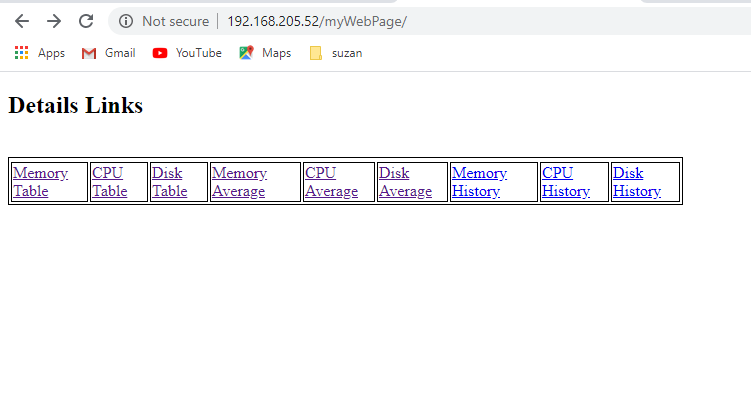 Not secure | 192.168.205.52/myWebPage/
Apps Gmail YouTube Maps suzan
Details Links
Memory CPU Disk Memory CPU Disk Memory CPU Disk
Table Table Table Average Average Average History History History